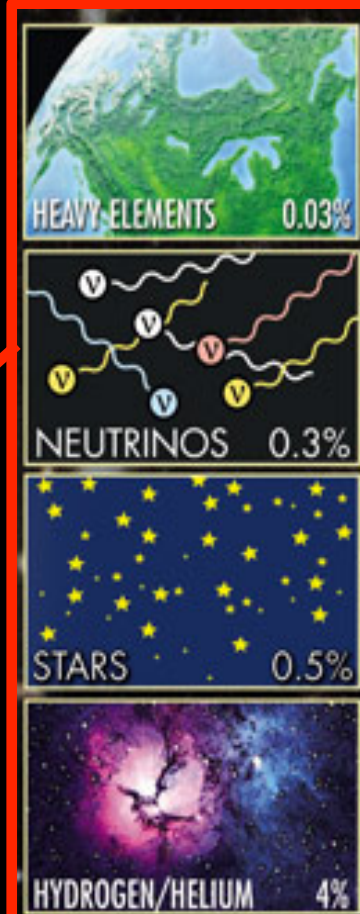 HEAVY ELEMENTS 0.03%
ν
ν
ν
ν
ν
ν
NEUTRINOS 0.3%
STARS 0.5%
HYDROGEN/HELIUM 4%